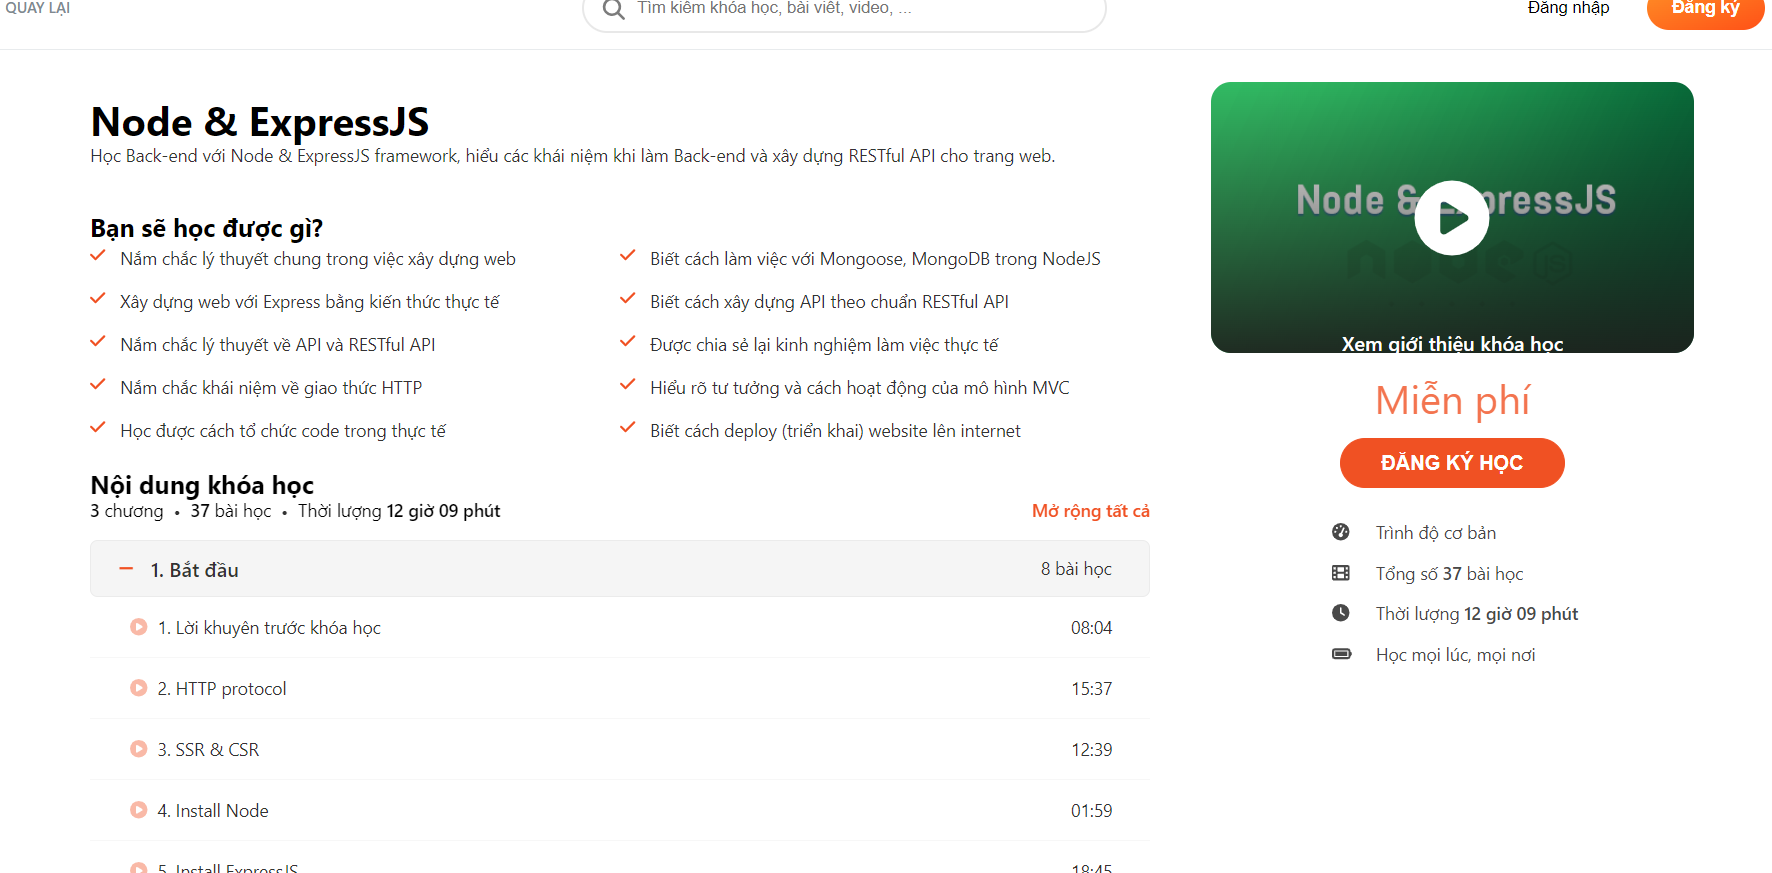 QUAY LẠI
Tìm kiếm khóa học, bài viết, video, ...
Đăng nhập
Đăng ký
Node & ExpressJS
Học Back-end với Node & ExpressJS framework, hiểu các khái niệm khi làm Back-end và xây dựng RESTful API cho trang web.
Bạn sẽ học được gì?
Nắm chắc lý thuyết chung trong việc xây dựng web
Biết cách làm việc với Mongoose, MongoDB trong NodeJS
Xây dựng web với Express bằng kiến thức thực tế
Biết cách xây dựng API theo chuẩn RESTful API
Nắm chắc lý thuyết về API và RESTful API
Được chia sẻ lại kinh nghiệm làm việc thực tế
Nắm chắc khái niệm về giao thức HTTP
Hiểu rõ tư tưởng và cách hoạt động của mô hình MVC
Học được cách tổ chức code trong thực tế
Biết cách deploy (triển khai) website lên internet
Nội dung khóa học
3 chương • 37 bài học • Thời lượng 12 giờ 09 phút
Mở rộng tất cả
1. Bắt đầu
8 bài học
1. Lời khuyên trước khóa học
08:04
2. HTTP protocol
15:37
3. SSR & CSR
12:39
4. Install Node
01:59
5. Install ExpressJS
18:45
Node & ExpressJS
node
JS
Xem giới thiệu khóa học
Miễn phí
ĐĂNG KÝ HỌC
Trình độ cơ bản
Tổng số 37 bài học
Thời lượng 12 giờ 09 phút
Học mọi lúc, mọi nơi